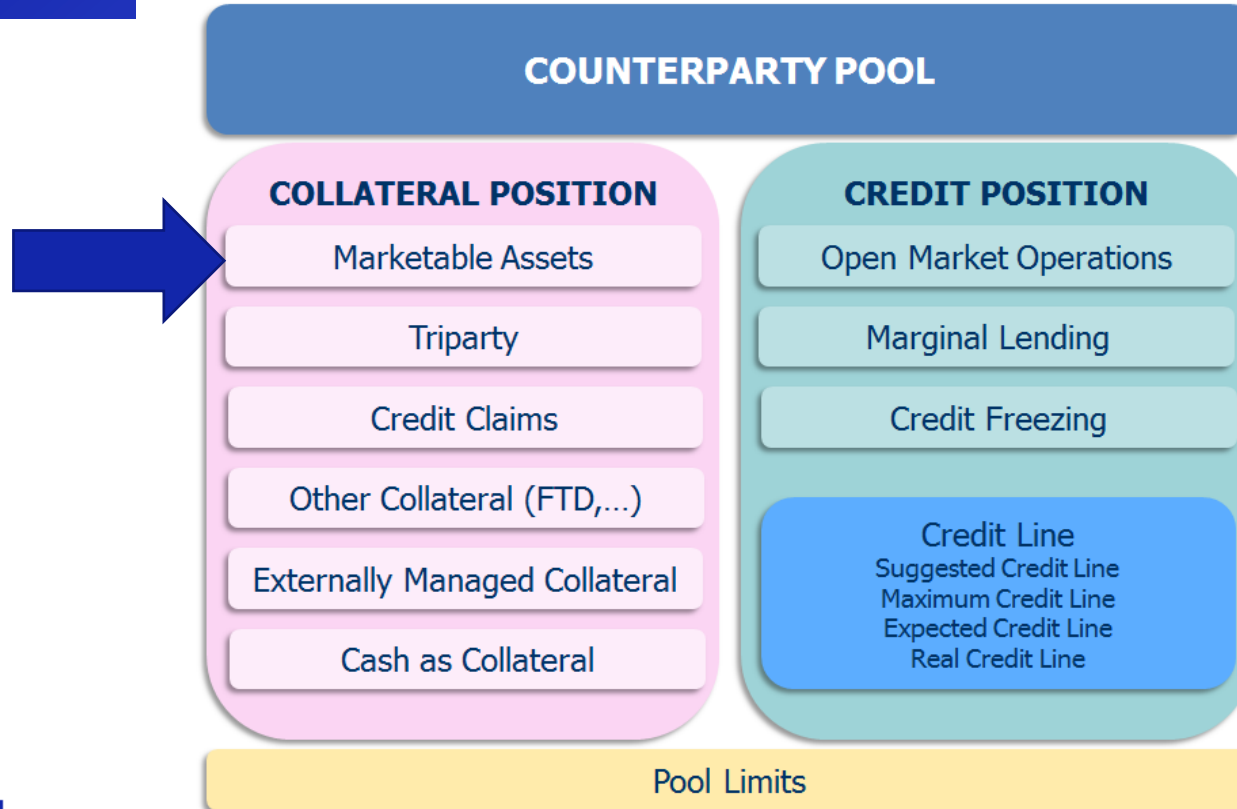 COUNTERPARTY POOL
COLLATERAL POSITION
Marketable Assets
Triparty
Credit Claims
Other Collateral (FTD,...)
Externally Managed Collateral
Cash as Collateral
CREDIT POSITION
Open Market Operations
Marginal Lending
Credit Freezing
Credit Line
Suggested Credit Line
Maximum Credit Line
Expected Credit Line
Real Credit Line
Pool Limits